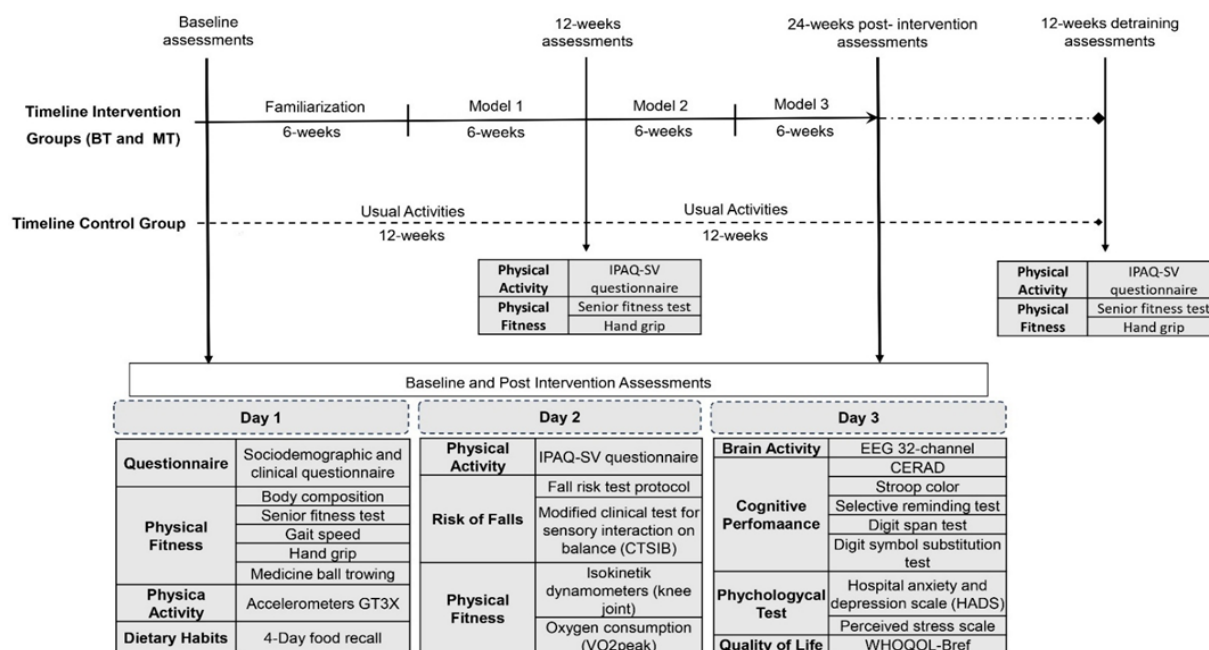 Baseline
assessments
12-weeks
assessments
24-weeks post- intervention
assessments
12-weeks detraining
assessments
Timeline Intervention
Groups (BT and MT)
Familiarization
6-weeks
Model 1
6-weeks
Model 2
6-weeks
Model 3
6-weeks
Timeline Control Group
Usual Activities
12-weeks
Usual Activities
12-weeks
Physical
Activity
IPAQ-SV
questionnaire
Physical
Fitness
Senior fitness test
Hand grip
Physical
Activity
IPAQ-SV
questionnaire
Physical
Fitness
Senior fitness test
Hand grip
Baseline and Post Intervention Assessments
Day 1
Questionnaire
Sociodemographic and
clinical questionnaire
Physical
Fitness
Body composition
Senior fitness test
Gait speed
Hand grip
Medicine ball trowing
Physica
Activity
Accelerometers GT3X
Dietary Habits
4-Day food recall
Day 2
Physical
Activity
IPAQ-SV questionnaire
Risk of Falls
Fall risk test protocol
Modified clinical test for
sensory interaction on
balance (CTSIB)
Physical
Fitness
Isokinetik
dynamometers (knee
joint)
Oxygen consumption
(VO2peak)
Day 3
Brain Activity
EEG 32-channel
Cognitive
Perfomaance
CERAD
Stroop color
Selective reminding test
Digit span test
Digit symbol substitution
test
Phychologycal
Test
Hospital anxiety and
depression scale (HADS)
Perceived stress scale
Quality of Life
WHOQOL-Bref